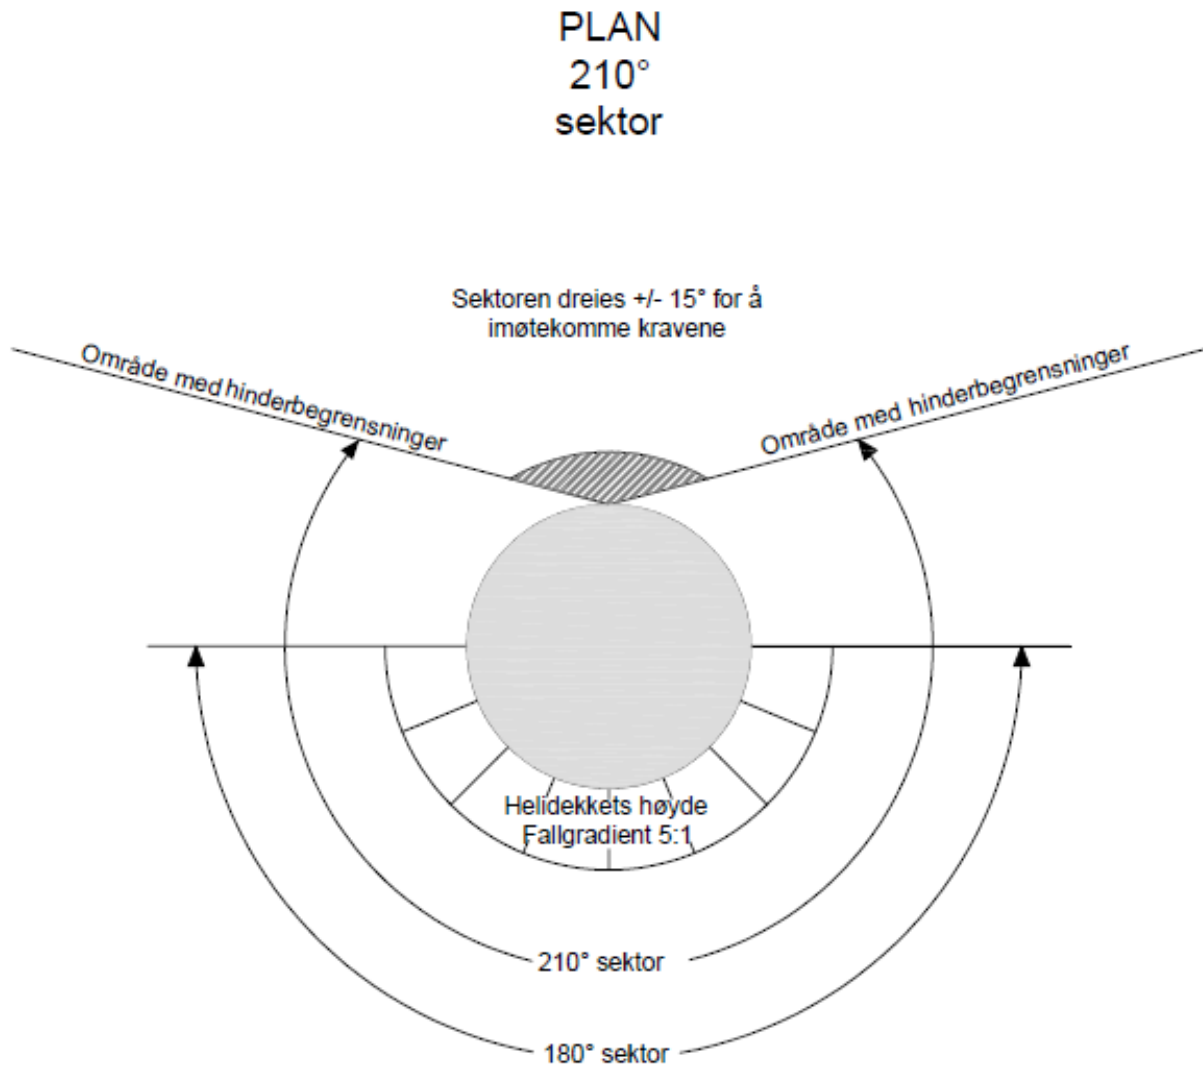 PLAN
210°
sektor
Sektoren dreies +/- 15° for å
imøtekomme kravene
Område med hinderbegrensninger
Område med hinderbegrensninger
Helidekkets høyde
Fallgradient 5:1
210° sektor
180° sektor